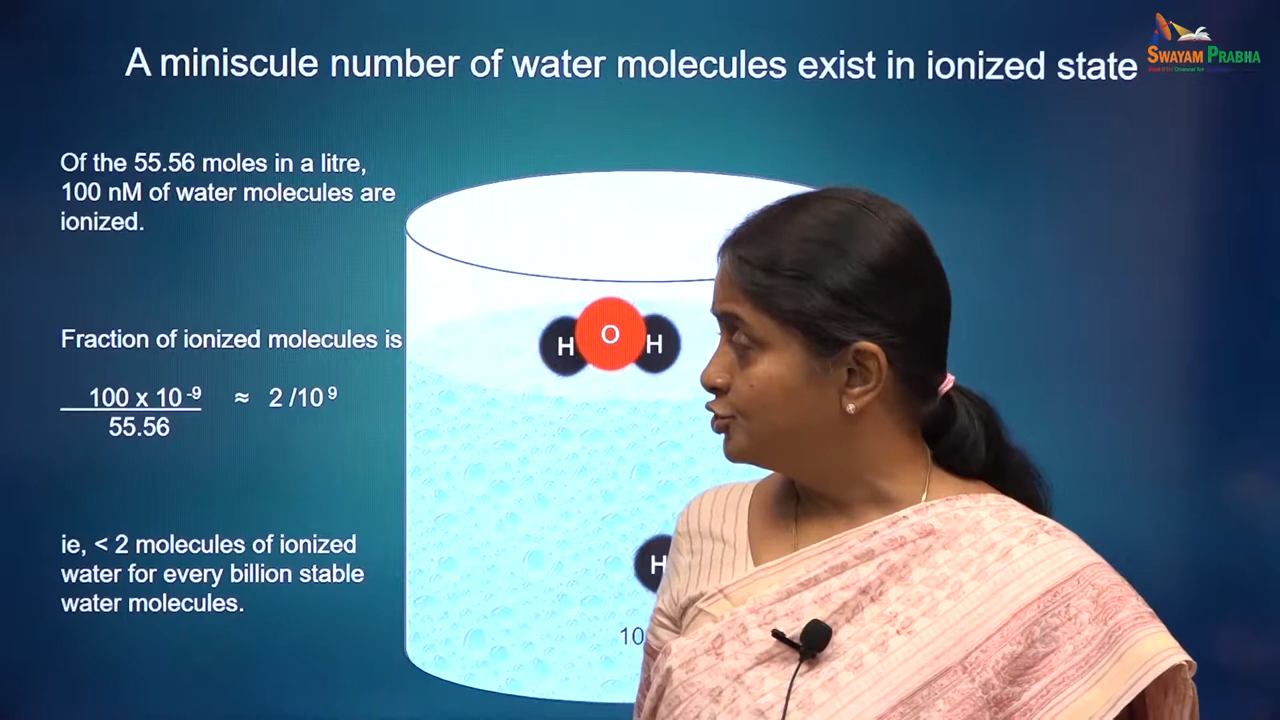 A miniscule number of water molecules exist in ionized state
SWAYAM PRABHA
Of the 55.56 moles in a litre,
100 nM of water molecules are
ionized.
Fraction of ionized molecules is
100 x 10 -9 ≈ 2 /10 9
55.56
ie, < 2 molecules of ionized
water for every billion stable
water molecules.
H O H
H
10